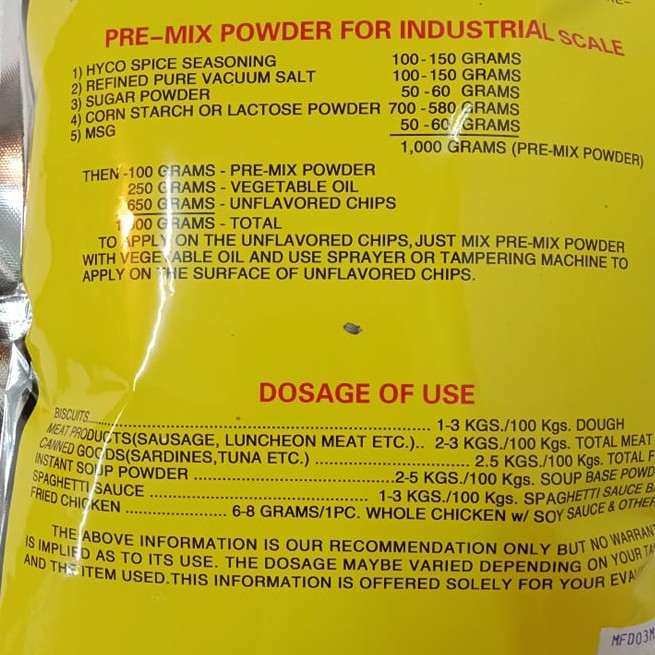 PRE-MIX POWDER FOR INDUSTRIAL SCALE
1) HYCO SPICE SEASONING 100-150 GRAMS
2) REFINED PURE VACUUM SALT 100-150 GRAMS
3) SUGAR POWDER 50-60 GRAMS
4) CORN STARCH OR LACTOSE POWDER 700-580 GRAMS
5) MSG 50-60 GRAMS
1,000 GRAMS (PRE-MIX POWDER)
THEN -100 GRAMS - PRE-MIX POWDER
250 GRAMS - VEGETABLE OIL
650 GRAMS - UNFLAVORED CHIPS
GRAMS - TOTAL
TO APPLY ON THE UNFLAVORED CHIPS, JUST MIX PRE-MIX POWDER
WITH VEGETABLE OIL AND USE SPRAYER OR TAMPERING MACHINE TO
APPLY ON THE SURFACE OF UNFLAVORED CHIPS.
DOSAGE OF USE
BISCUITS........ 1-3 KGS./100 Kgs. DOUGH
MEAT PRODUCTS(SAUSAGE, LUNCHEON MEAT ETC.).. 2-3 KGS./100 Kgs. TOTAL MEAT
CANNED GOODS(SARDINES,TUNA ETC.) ........ 2.5 KGS./100 Kgs. TOTAL
INSTANT SOUP POWDER ........2-5 KGS./100 Kgs. SOUP BASE POWD
SPAGHETTI SAUCE ........ 1-3 KGS./100 Kgs. SPAGHETTI SAUCE
FRIED CHICKEN ........ 6-8 GRAMS/1PC. WHOLE CHICKEN w/ SOY SAUCE & OTHER
THE ABOVE INFORMATION IS OUR RECOMMENDATION ONLY BUT NO WARRAN
IS IMPLIED AS TO ITS USE. THE DOSAGE MAYBE VARIED DEPENDING ON YOUR
AND THE ITEM USED.THIS INFORMATION IS OFFERED SOLELY FOR YOUR
MFD03M